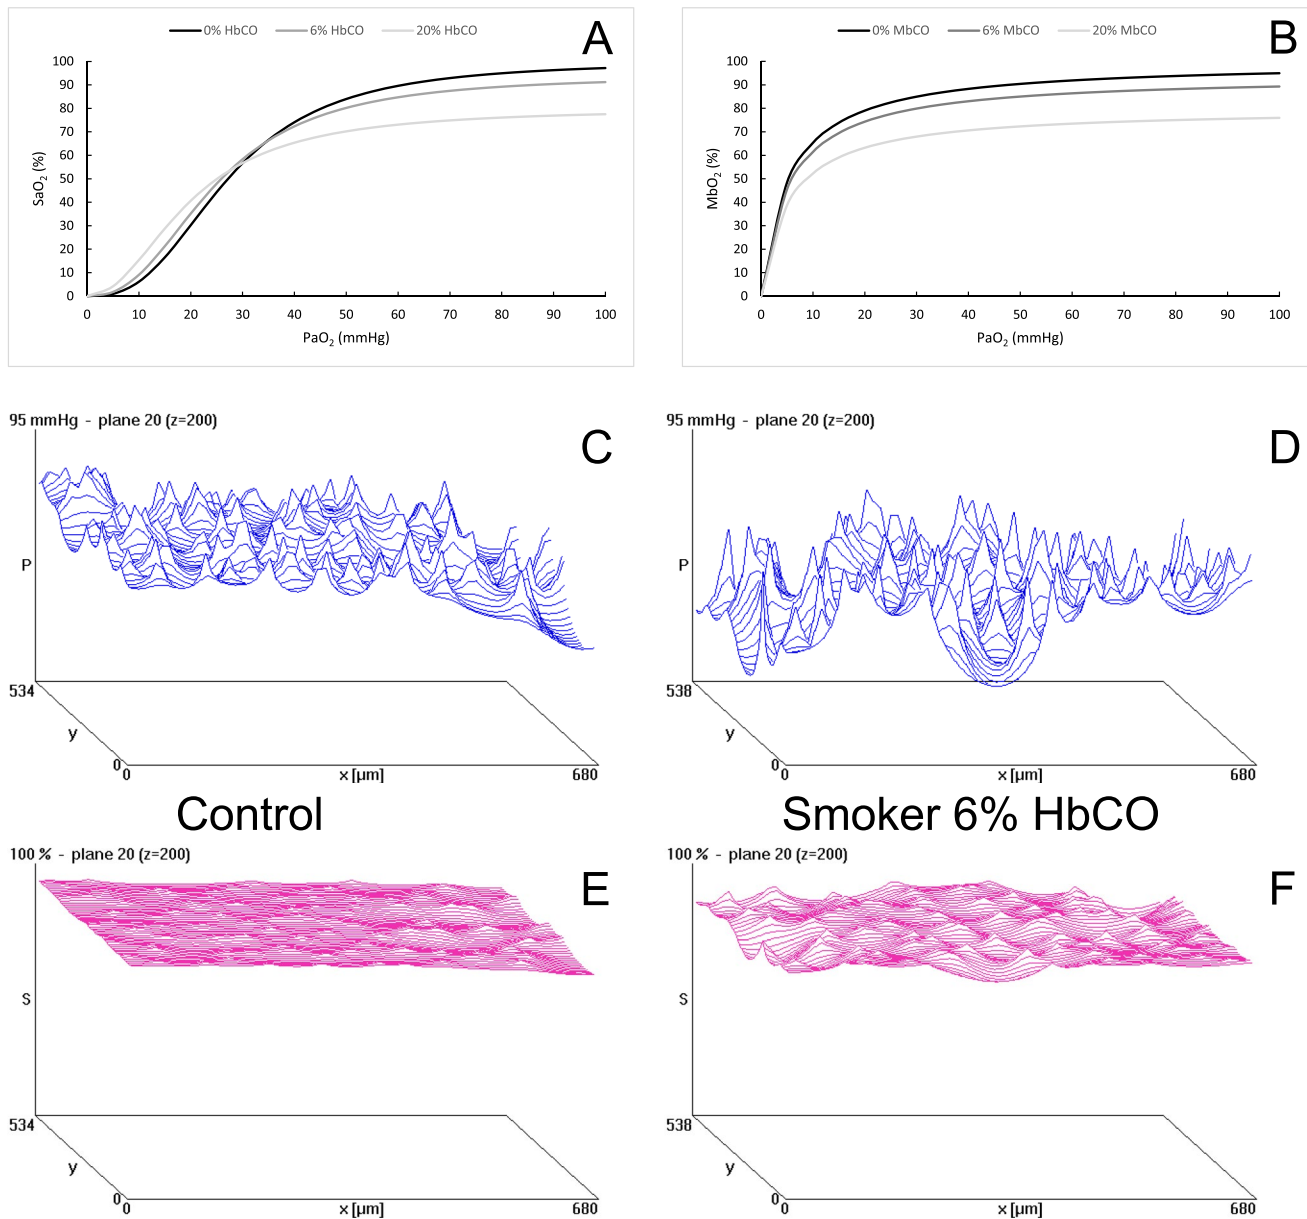 0% HbCO 6% HbCO 20% HbCO
A
100
90
80
70
60
50
40
30
20
10
0
SaO₂ (%)
0 10 20 30 40 50 60 70 80 90 100
PaO₂ (mmHg)
0% MbCO 6% MbCO 20% MbCO
B
100
90
80
70
60
50
40
30
20
10
0
MbO₂ (%)
0 10 20 30 40 50 60 70 80 90 100
PaO₂ (mmHg)
95 mmHg - plane 20 (z=200)
C
P
534
y
0
0 x [µm] 680
95 mmHg - plane 20 (z=200)
D
P
538
y
0
0 x [µm] 680
Control
Smoker 6% HbCO
100 % - plane 20 (z=200)
E
S
534
y
0
0 x [µm] 680
100 % - plane 20 (z=200)
F
S
538
y
0
0 x [µm] 680